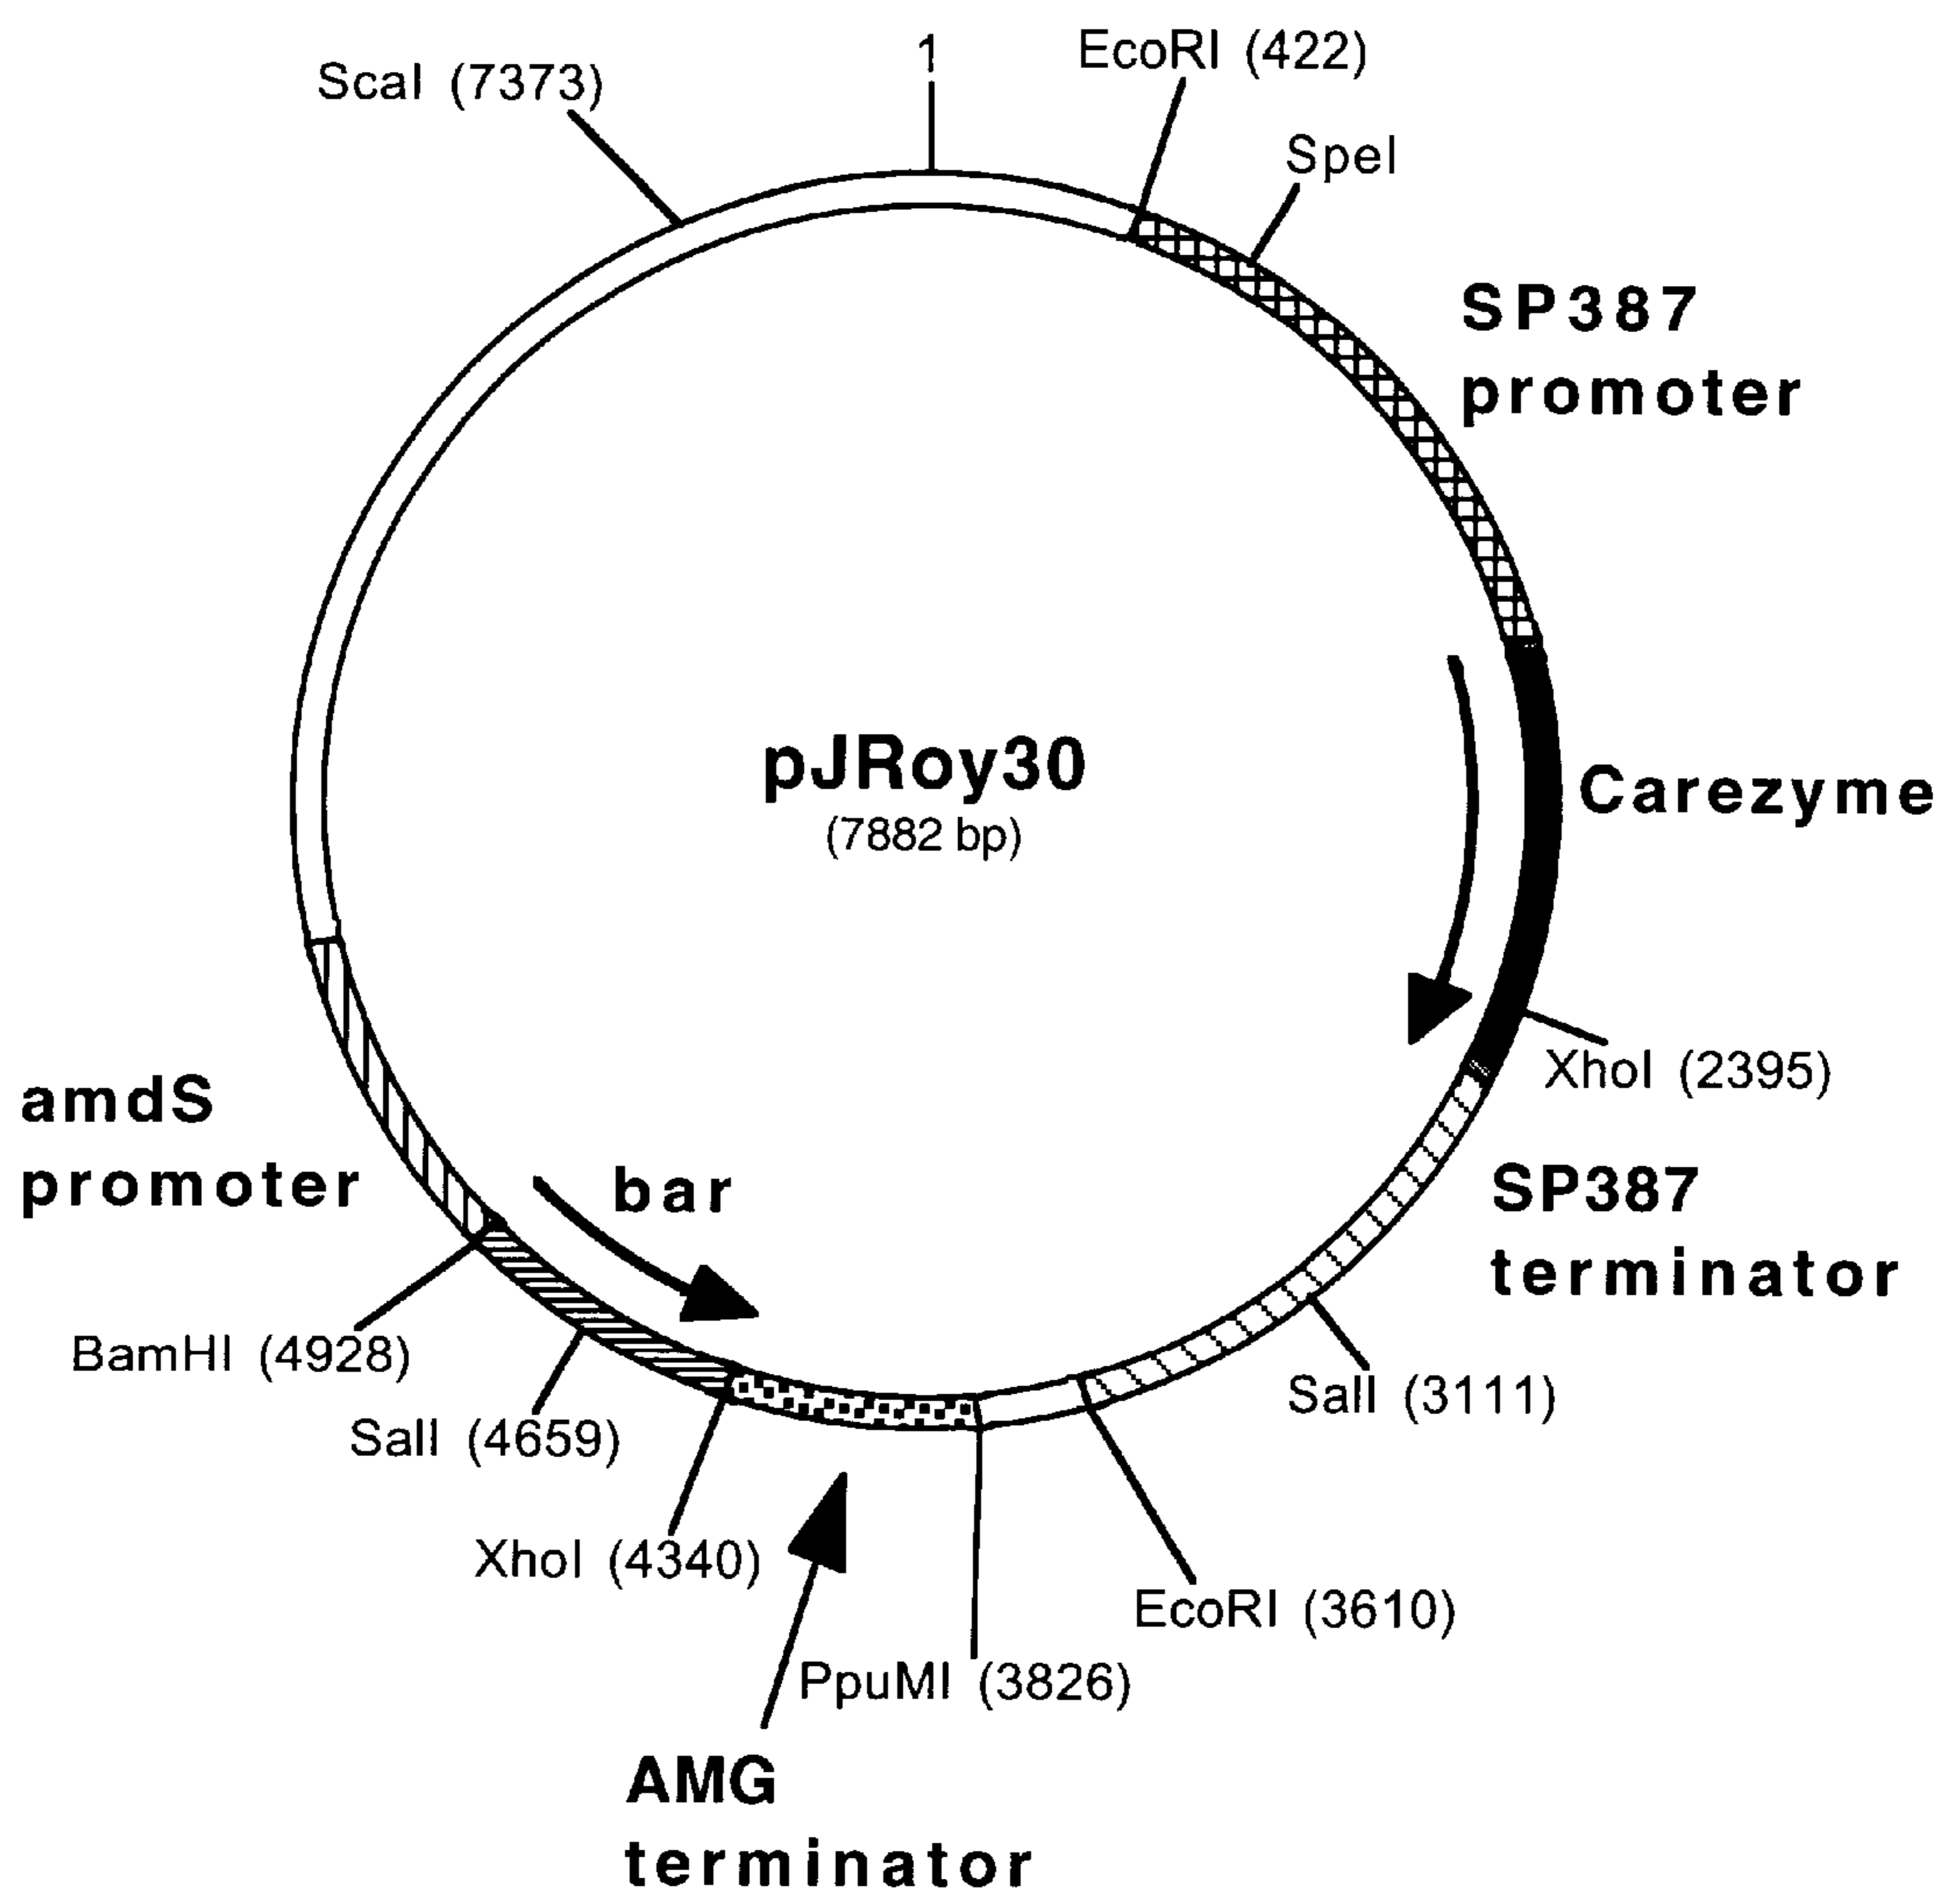 1
EcoRI (422)
ScaI (7373)
SpeI
SP387
promoter
pJRoy30
(7882 bp)
Carezyme
XhoI (2395)
amdS
promoter
bar
SP387
terminator
BamHI (4928)
SalI (3111)
SalI (4659)
XhoI (4340)
EcoRI (3610)
PpuMI (3826)
AMG
terminator